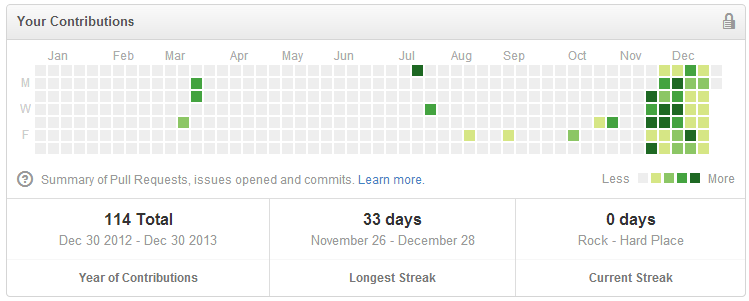 Your Contributions
Jan Feb Mar Apr May Jun Jul Aug Sep Oct Nov Dec
M
W
F
? Summary of Pull Requests, issues opened and commits. Learn more. Less More
114 Total 33 days 0 days
Dec 30 2012 - Dec 30 2013 November 26 - December 28 Rock - Hard Place
Year of Contributions Longest Streak Current Streak